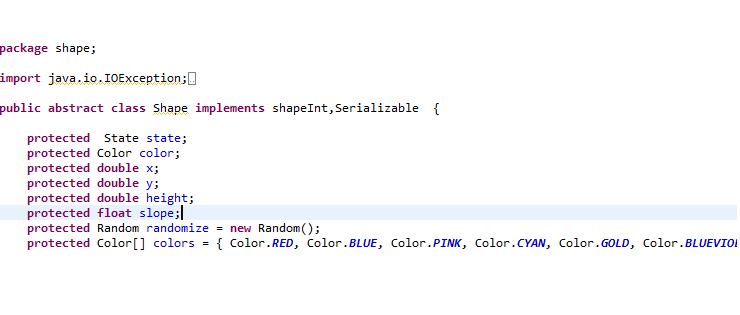 package shape;
import java.io.IOException;
public abstract class Shape implements shapeInt,Serializable  {
protected  State state;
protected Color color;
protected double x;
protected double y;
protected double height;
protected float slope;
protected Random randomize = new Random();
protected Color[] colors = { Color.RED, Color.BLUE, Color.PINK, Color.CYAN, Color.GOLD, Color.BLUEVIO